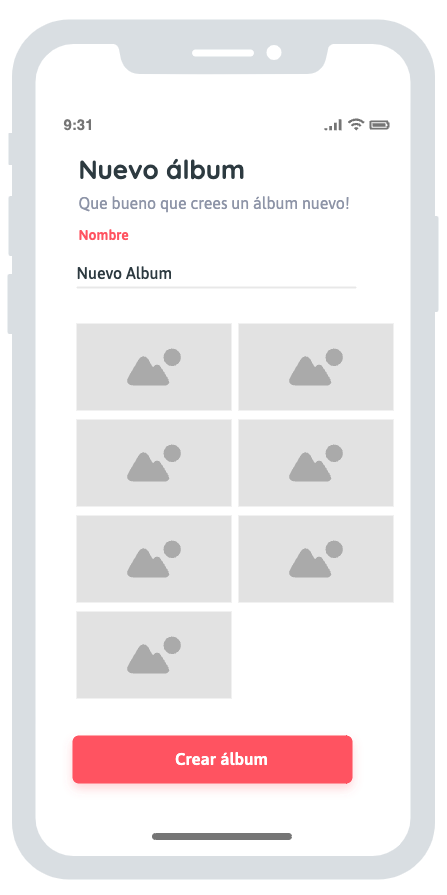 9:31
Nuevo álbum
Que bueno que crees un álbum nuevo!
Nombre
Nuevo Album
Crear álbum